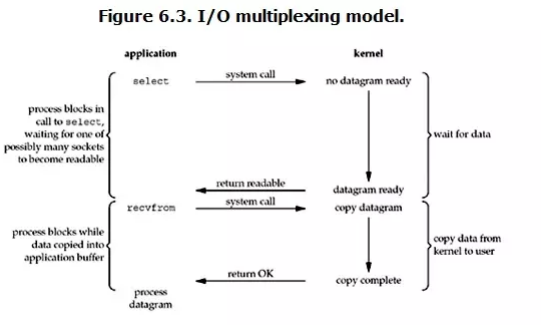 Figure 6.3. I/O multiplexing model.
application
kernel
select
system call
no datagram ready
process blocks in
call to select,
waiting for one of
possibly many sockets
to become readable
wait for data
return readable
datagram ready
recvfrom
system call
copy datagram
process blocks while
data copied into
application buffer
copy data from
kernel to user
return OK
copy complete
process
datagram